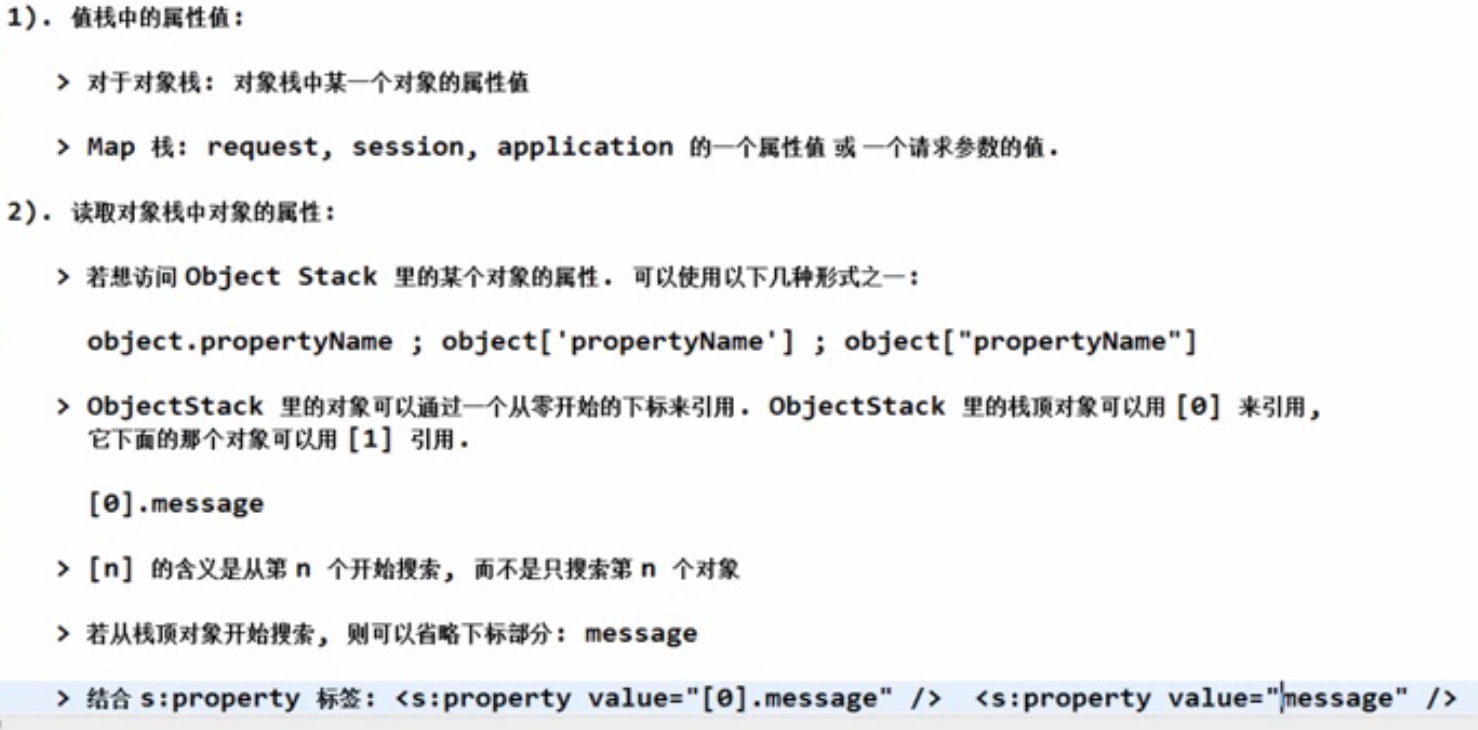 1). 值栈中的属性值:
> 对于对象栈: 对象栈中某一个对象的属性值
> Map 栈: request, session, application 的一个属性值 或 一个请求参数的值.
2). 读取对象栈中对象的属性:
> 若想访问 Object Stack 里的某个对象的属性. 可以使用以下几种形式之一:
object.propertyName ; object['propertyName'] ; object["propertyName"]
> ObjectStack 里的对象可以通过一个从零开始的下标来引用. ObjectStack 里的栈顶对象可以用 [0] 来引用,
它下面的那个对象可以用 [1] 引用.
[0].message
> [n] 的含义是从第 n 个开始搜索, 而不是只搜索第 n 个对象
> 若从栈顶对象开始搜索, 则可以省略下标部分: message
> 结合 s:property 标签: <s:property value="[0].message" /> <s:property value="message" />